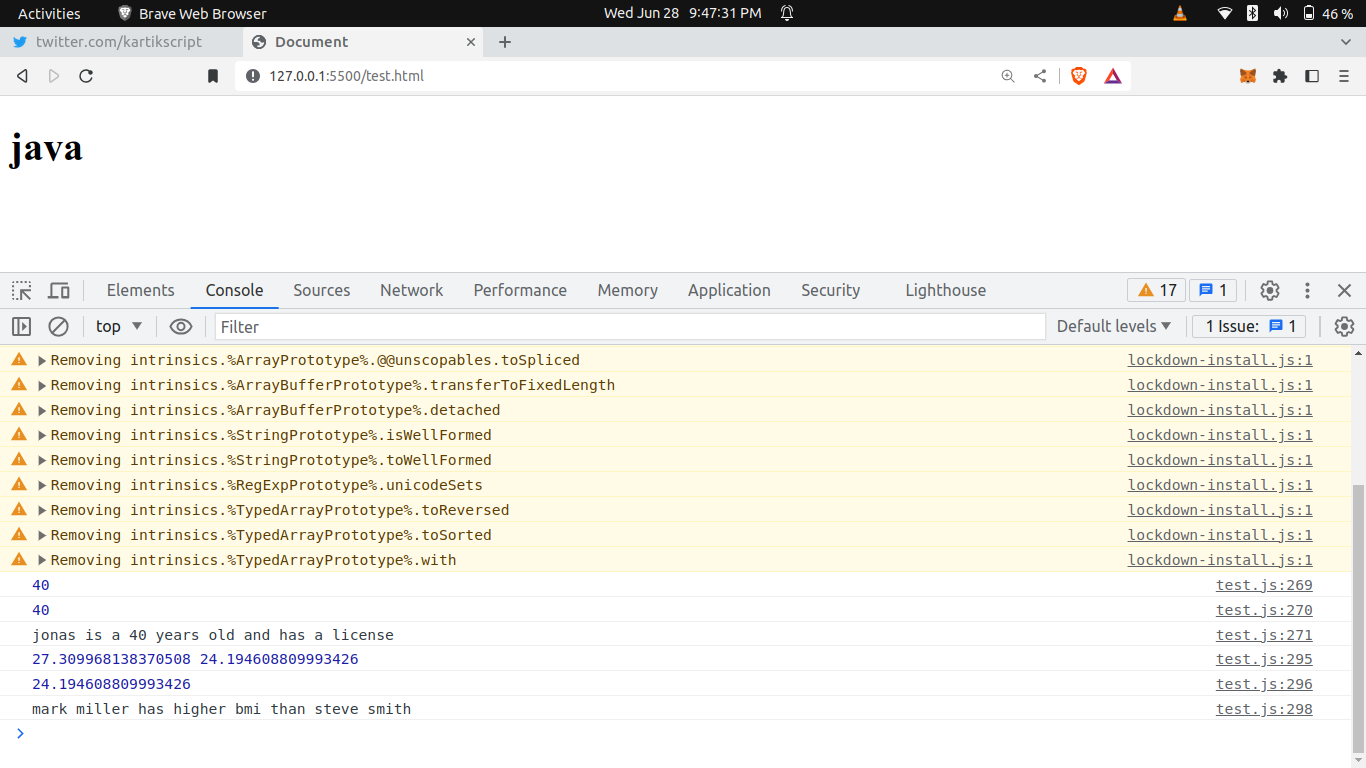 Activities Brave Web Browser Wed Jun 28 9:47:31 PM 46 %
twitter.com/kartikscript Document
127.0.0.1:5500/test.html
java
Elements Console Sources Network Performance Memory Application Security Lighthouse 17 1
top Filter Default levels 1 Issue: 1
Removing intrinsics.%ArrayPrototype%.@@unscopables.toSpliced lockdown-install.js:1
Removing intrinsics.%ArrayBufferPrototype%.transferToFixedLength lockdown-install.js:1
Removing intrinsics.%ArrayBufferPrototype%.detached lockdown-install.js:1
Removing intrinsics.%StringPrototype%.isWellFormed lockdown-install.js:1
Removing intrinsics.%StringPrototype%.toWellFormed lockdown-install.js:1
Removing intrinsics.%RegExpPrototype%.unicodeSets lockdown-install.js:1
Removing intrinsics.%TypedArrayPrototype%.toReversed lockdown-install.js:1
Removing intrinsics.%TypedArrayPrototype%.toSorted lockdown-install.js:1
Removing intrinsics.%TypedArrayPrototype%.with lockdown-install.js:1
40 test.js:269
40 test.js:270
jonas is a 40 years old and has a license test.js:271
27.309968138370508 24.194608809993426 test.js:295
24.194608809993426 test.js:296
mark miller has higher bmi than steve smith test.js:298